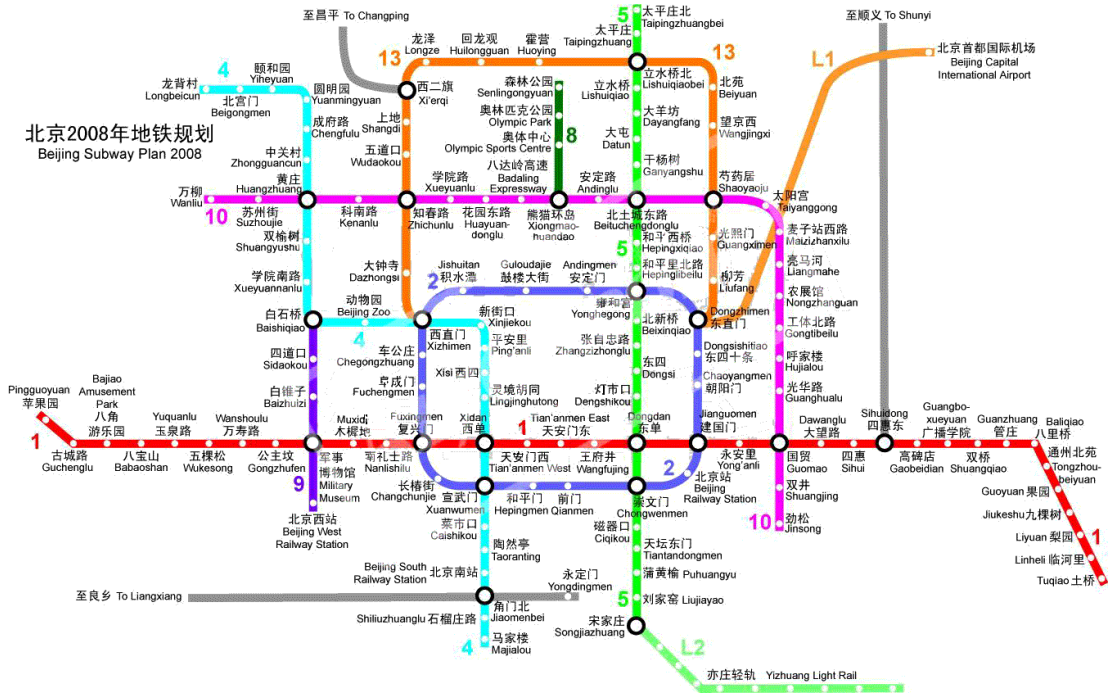 至昌平 To Changping
太平庄北
Taipingzhuangbei
至顺义 To Shunyi
5
太平庄
Taipingzhuang
13
龙泽
Longze
回龙观
Huilongguan
霍营
Huoying
13
L1
北京首都国际机场
Beijing Capital
International Airport
龙背村
Longbeicun
4
颐和园
Yiheyuan
北宫门
Beigongmen
圆明园
Yuanmingyuan
西二旗
Xi'erqi
森林公园
Senlingongyuan
立水桥北
Lishuiqiaobei
立水桥
Lishuiqiao
北苑
Beiyuan
北京2008年地铁规划
Beijing Subway Plan 2008
成府路
Chengfulu
上地
Shangdi
奥林匹克公园
Olympic Park
8
奥体中心
Olympic Sports Centre
大羊坊
Dayangfang
望京西
Wangjingxi
大屯
Datun
中关村
Zhongguancun
五道口
Wudaokou
八达岭高速
Badaling
Expressway
干杨树
Ganyangshu
万柳
Wanliu
10
苏州街
Suzhoujie
黄庄
Huangzhuang
科南路
Kenanlu
知春路
Zhichunlu
学院路
Xueyuanlu
花园东路
Huayuan-
donglu
熊猫环岛
Xiongmao-
huandao
安定路
Andinglu
北土城东路
Beituchengdonglu
芍药居
Shaoyaoju
太阳宫
Taiyanggong
双榆树
Shuangyushu
5
和平西桥
Hepingxiqiao
光熙门
Guangximen
麦子站西路
Maizizhanxilu
学院南路
Xueyuannanlu
大钟寺
Dazhongsi
2
Jishuitan
积水潭
Guloudajie
鼓楼大街
Andingmen
安定门
和平里北路
Hepinglibeilu
柳芳
Liufang
亮马河
Liangmahe
农展馆
Nongzhanguan
白石桥
Baishiqiao
动物园
Beijing Zoo
4
西直门
Xizhimen
新街口
Xinjiekou
雍和宫
Yonghegong
北新桥
Beixinqiao
Dongzhimen
东直门
工体北路
Gongtibeilu
四道口
Sidaokou
车公庄
Chegongzhuang
平安里
Ping'anli
张自忠路
Zhangzizhonglu
Dongsishitiao
东四十条
呼家楼
Hujialou
白锥子
Baizhuizi
阜成门
Fuchengmen
Xisi 西四
灵境胡同
Lingjinghutong
东四
Dongsi
灯市口
Dengshikou
Chaoyangmen
朝阳门
光华路
Guanghualu
Pingguoyuan
苹果园
1
古城路
Guchenglu
Bajiao
Amusement
Park
八角
游乐园
八宝山
Babaoshan
Yuquanlu
玉泉路
五棵松
Wukesong
Wanshoulu
万寿路
公主坟
Gongzhufen
军事
博物馆
Military
Museum
Muxidi
木樨地
南礼士路
Nanlishilu
Fuxingmen
复兴门
Xidan
西单
1
天安门西
Tian'anmen West
Tian'anmen East
天安门东
王府井
Wangfujing
Dongdan
东单
Jianguomen
建国门
永安里
Yong'anli
国贸
Guomao
Dawanglu
大望路
四惠
Sihui
Sihuidong
四惠东
高碑店
Gaobeidian
Guangbo-
xueyuan
广播学院
双桥
Shuangqiao
Guanzhuang
管庄
Baliqiao
八里桥
通州北苑
Tongzhou-
beiyuan
9
北京西站
Beijing West
Railway Station
长椿街
Changchunjie
宣武门
Xuanwumen
和平门
Hepingmen
前门
Qianmen
崇文门
Chongwenmen
2
北京站
Beijing
Railway Station
双井
Shuangjing
10
劲松
Jinsong
Guoyuan 果园
Jiukeshu九棵树
Liyuan 梨园
1
Linheli 临河里
Tuqiao 土桥
菜市口
Caishikou
磁器口
Ciqikou
陶然亭
Taoranting
天坛东门
Tiantandongmen
Beijing South
Railway Station
北京南站
永定门
Yongdingmen
蒲黄榆 Puhuangyu
至良乡 To Liangxiang
角门北
Jiaomenbei
5
刘家窑 Liujiayao
Shiliuzhuanglu 石榴庄路
4
马家楼
Majialou
宋家庄
Songjiazhuang
L2
亦庄轻轨 Yizhuang Light Rail